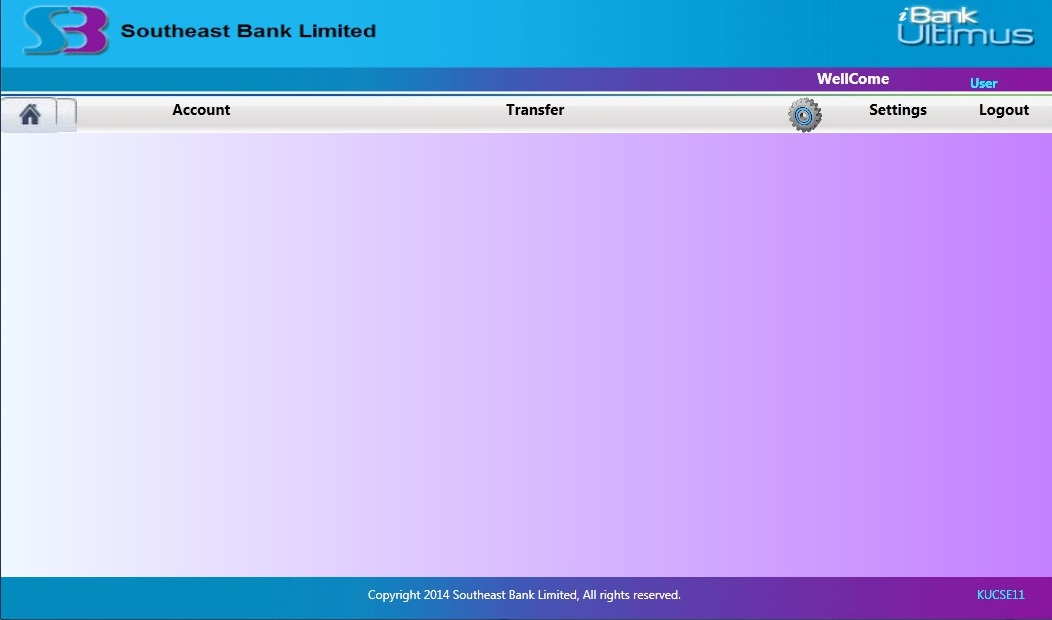 SB Southeast Bank Limited
iBank
Ultimus
WellCome User
Account Transfer Settings Logout
Copyright 2014 Southeast Bank Limited, All rights reserved. KUCSE11